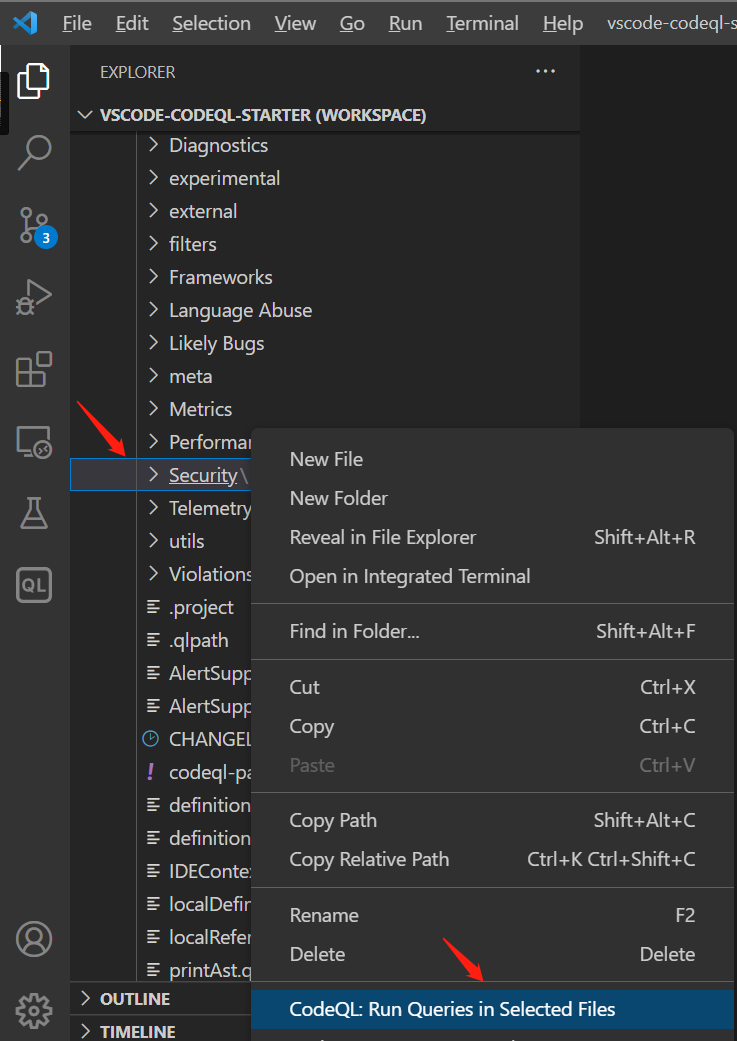 File Edit Selection View Go Run Terminal Help vscode-codeql-s
EXPLORER ...
VSCODE-CODEQL-STARTER (WORKSPACE)
Diagnostics
experimental
external
filters
3
Frameworks
Language Abuse
Likely Bugs
meta
Metrics
Performan
Security\
Telemetry
utils
Violations
QL
.project
.qlpath
AlertSupp
AlertSupp
CHANGEL
! codeql-pa
definition
definition
IDEContex
localDefin
localRefer
printAst.q
OUTLINE
TIMELINE
New File
New Folder
Reveal in File Explorer Shift+Alt+R
Open in Integrated Terminal
Find in Folder... Shift+Alt+F
Cut Ctrl+X
Copy Ctrl+C
Paste Ctrl+V
Copy Path Shift+Alt+C
Copy Relative Path Ctrl+K Ctrl+Shift+C
Rename F2
Delete Delete
CodeQL: Run Queries in Selected Files